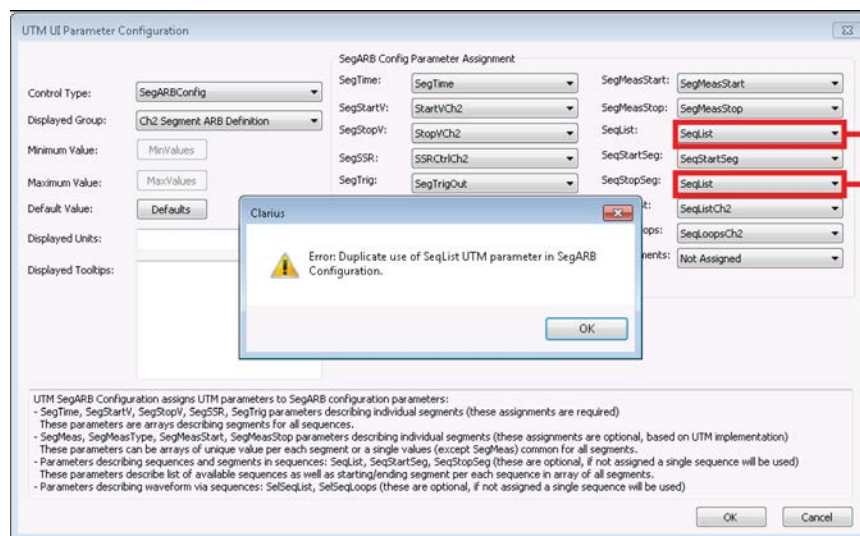 UTM UI Parameter Configuration
SegARB Config Parameter Assignment
Control Type: SegARBConfig
Displayed Group: Ch2 Segment ARB Definition
Minimum Value: MinValues
Maximum Value: MaxValues
Default Value: Defaults
Displayed Units:
Displayed Tooltips:
SegTime: SegTime
SegStartV: StartVCh2
SegStopV: StopVCh2
SegSSR: SSRCtrlCh2
SegTrig: SegTrigOut
SegMeasStart: SegMeasStart
SegMeasStop: SegMeasStop
SeqList: SeqList
SeqStartSeg: SeqStartSeg
SeqStopSeg: SeqList
t: SeqListCh2
ops: SeqLoopsCh2
ments: Not Assigned
Clarius
Error: Duplicate use of SeqList UTM parameter in SegARB
Configuration.
OK
UTM SegARB Configuration assigns UTM parameters to SegARB configuration parameters:
- SegTime, SegStartV, SegStopV, SegSSR, SegTrig parameters describing individual segments (these assignments are required)
These parameters are arrays describing segments for all sequences.
- SegMeas, SegMeasType, SegMeasStart, SegMeasStop parameters describing individual segments (these assignments are optional, based on UTM implementation)
These parameters can be arrays of unique value per each segment or a single values (except SegMeas) common for all segments.
- Parameters describing sequences and segments in sequences: SeqList, SeqStartSeg, SeqStopSeg (these are optional, if not assigned a single sequence will be used)
These parameters describe list of available sequences as well as starting/ending segment per each sequence in array of all segments.
- Parameters describing waveform via sequences: SelSeqList, SelSeqLoops (these are optional, if not assigned a single sequence will be used)
OK Cancel